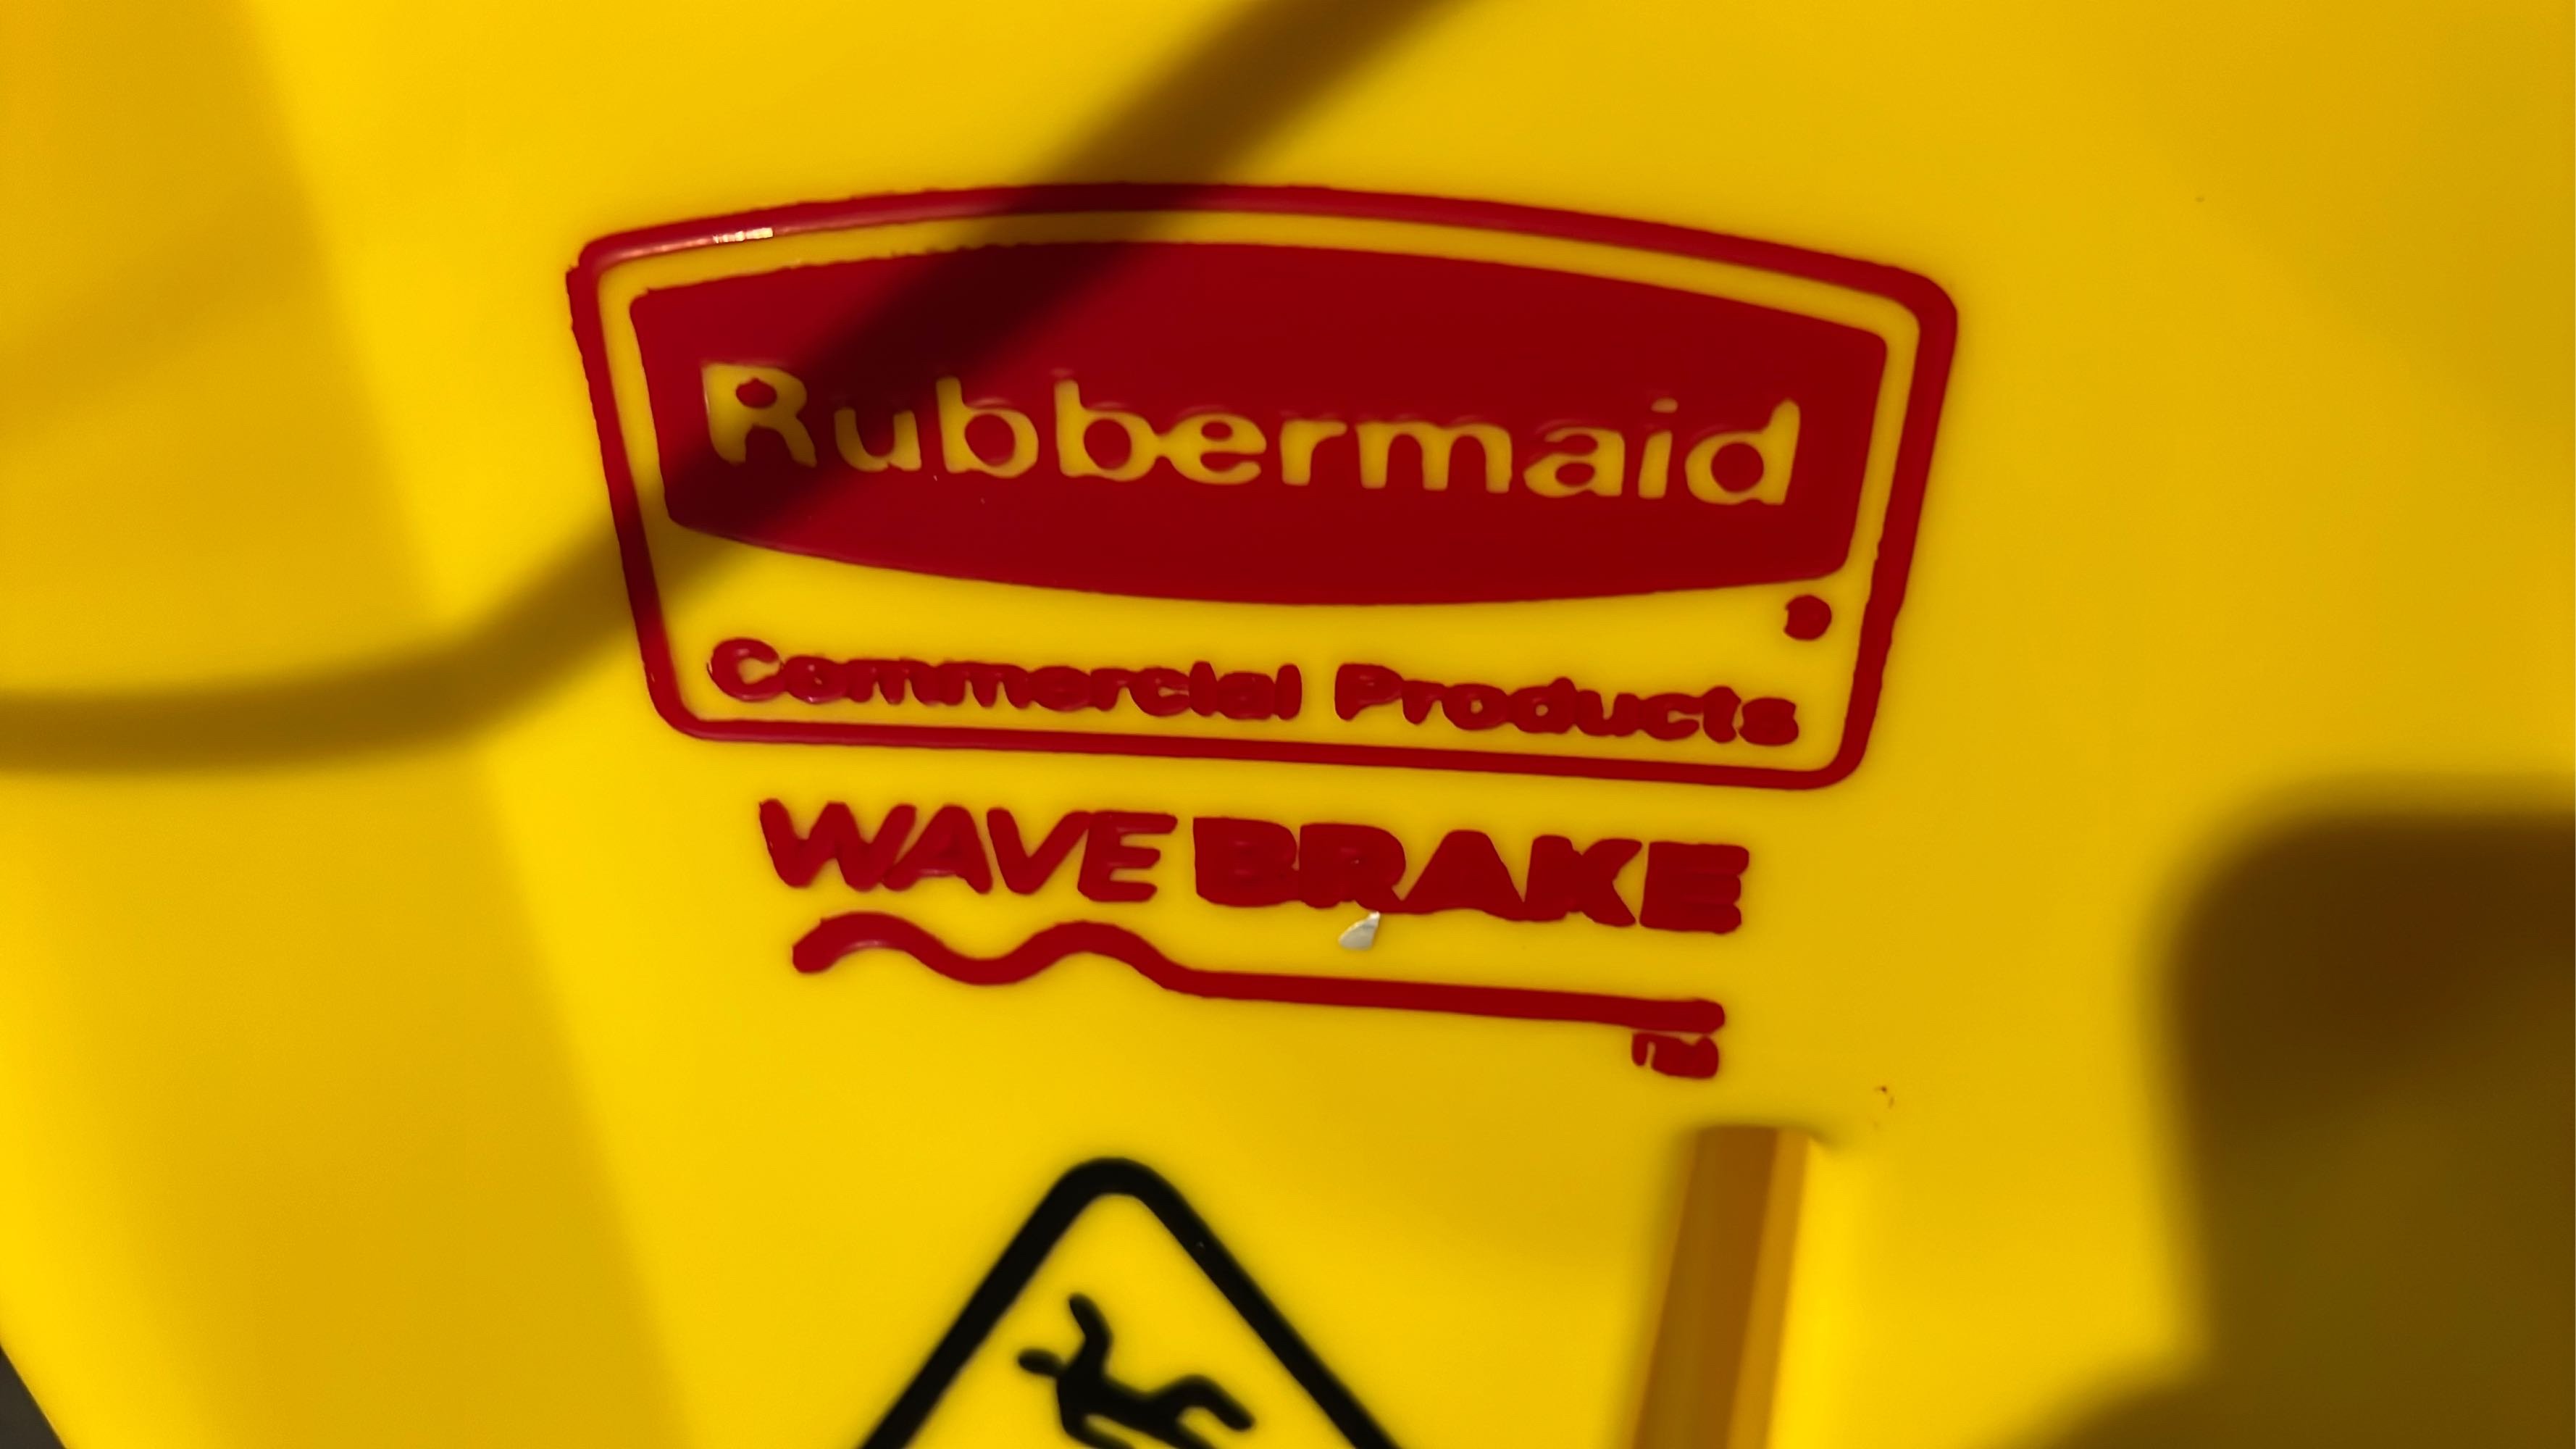 Rubbermaid
Commercial Products
WAVE BRAKE
TM